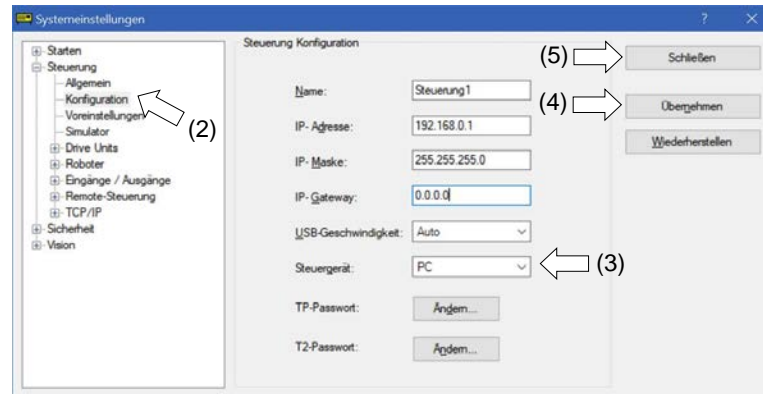 Systemeinstellungen
? ×
Starten
Steuerung
Allgemein
Konfiguration
Voreinstellungen
Simulator
Drive Units
Roboter
Eingänge / Ausgänge
Remote-Steuerung
TCP/IP
Sicherheit
Vision
(2)
Steuerung Konfiguration
Name: Steuerung1
IP- Adresse: 192.168.0.1
IP- Maske: 255.255.255.0
IP- Gateway: 0.0.0.0
USB-Geschwindigkeit: Auto
Steuergerät: PC
(3)
TP-Passwort: Ändern...
T2-Passwort: Ändern...
(5) Schließen
(4) Übernehmen
Wiederherstellen